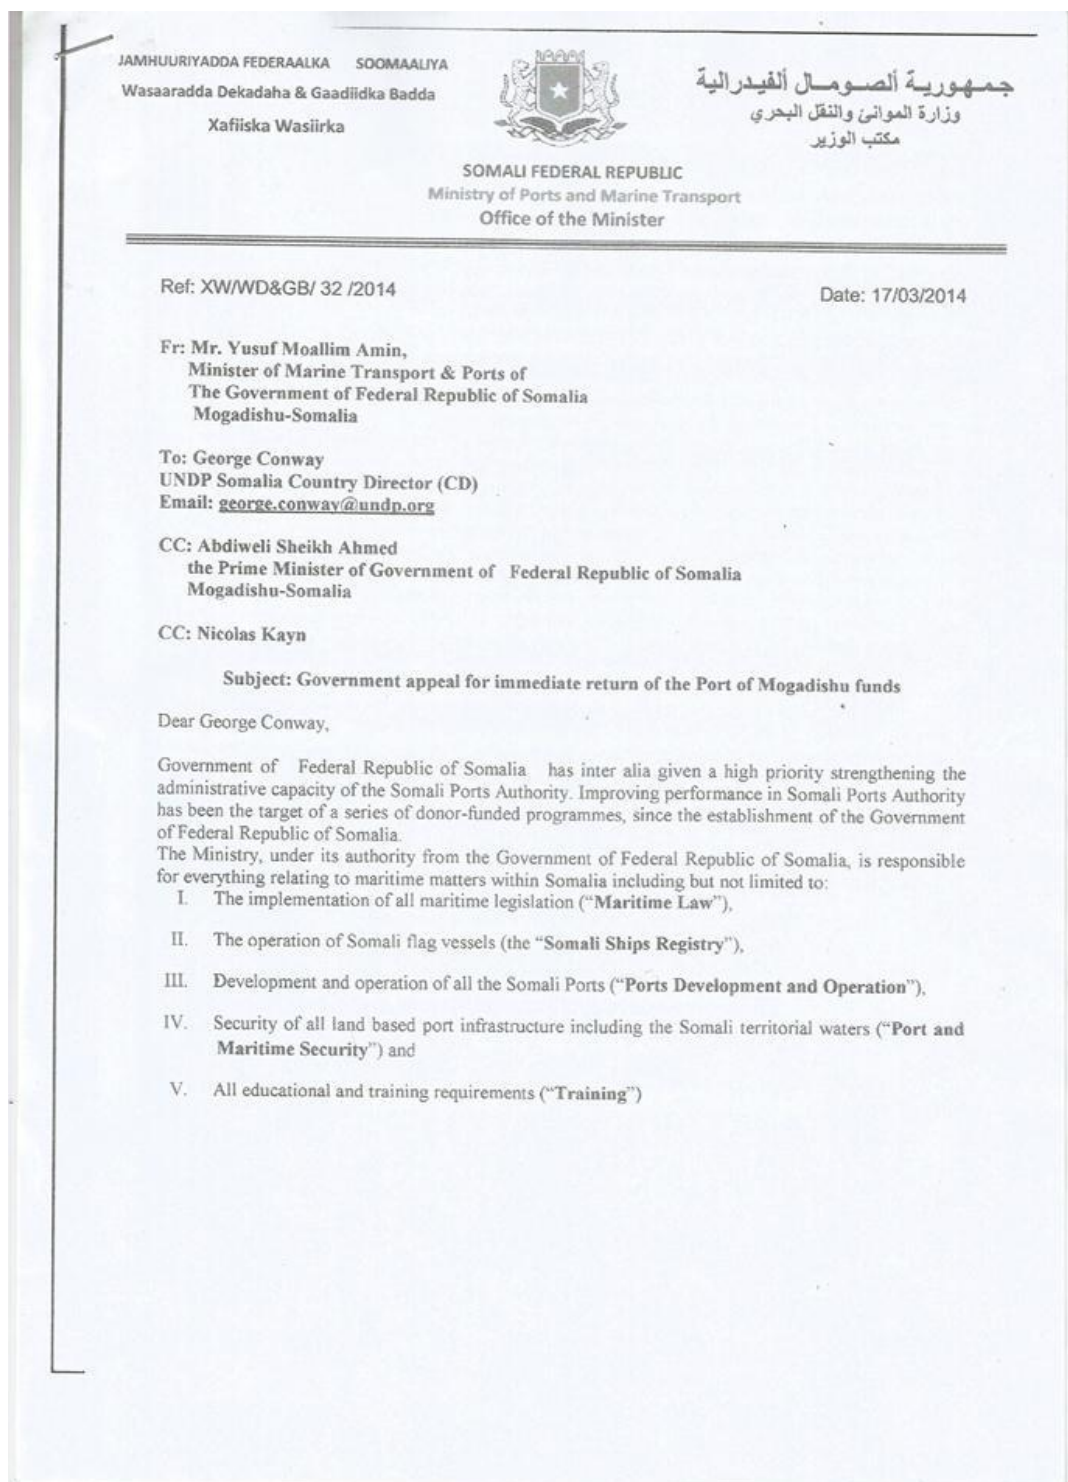 JAMHUURIYADDA FEDERAALKA SOOMAALIYA
Wasaaradda Dekadaha & Gaadiidka Badda
Xafiiska Wasiirka
جمهورية ألصومال ألفيدرالية
وزارة الموانئ والنقل البحري
مكتب الوزير
SOMALI FEDERAL REPUBLIC
Ministry of Ports and Marine Transport
Office of the Minister
Ref: XW/WD&GB/ 32 /2014
Date: 17/03/2014
Fr: Mr. Yusuf Moallim Amin,
Minister of Marine Transport & Ports of
The Government of Federal Republic of Somalia
Mogadishu-Somalia
To: George Conway
UNDP Somalia Country Director (CD)
Email: george.conway@undp.org
CC: Abdiweli Sheikh Ahmed
the Prime Minister of Government of Federal Republic of Somalia
Mogadishu-Somalia
CC: Nicolas Kayn
Subject: Government appeal for immediate return of the Port of Mogadishu funds
Dear George Conway,
Government of Federal Republic of Somalia has inter alia given a high priority strengthening the
administrative capacity of the Somali Ports Authority. Improving performance in Somali Ports Authority
has been the target of a series of donor-funded programmes, since the establishment of the Government
of Federal Republic of Somalia.
The Ministry, under its authority from the Government of Federal Republic of Somalia, is responsible
for everything relating to maritime matters within Somalia including but not limited to:
I. The implementation of all maritime legislation ("Maritime Law"),
II. The operation of Somali flag vessels (the "Somali Ships Registry"),
III. Development and operation of all the Somali Ports ("Ports Development and Operation"),
IV. Security of all land based port infrastructure including the Somali territorial waters ("Port and
Maritime Security") and
V. All educational and training requirements ("Training")